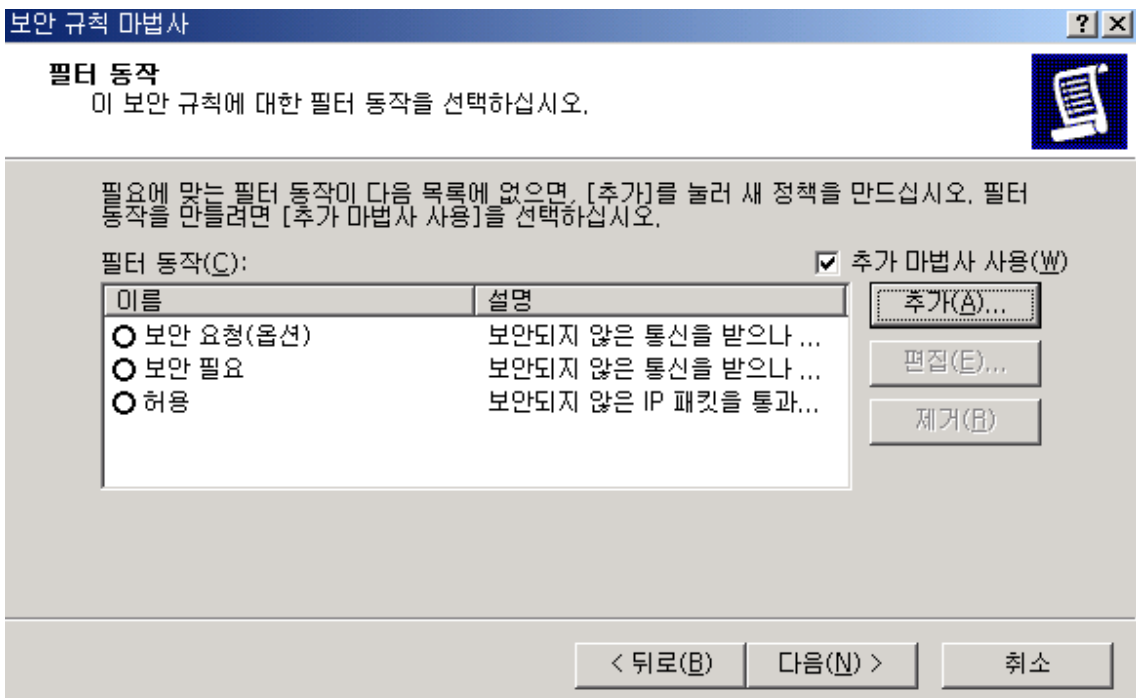 보안 규칙 마법사
필터 동작
이 보안 규칙에 대한 필터 동작을 선택하십시오.
필요에 맞는 필터 동작이 다음 목록에 없으면, [추가]를 눌러 새 정책을 만드십시오. 필터
동작을 만들려면 [추가 마법사 사용]을 선택하십시오.
필터 동작(C): 추가 마법사 사용(W)
이름 설명 추가(A)...
보안 요청(옵션) 보안되지 않은 통신을 받으나 ...
보안 필요 보안되지 않은 통신을 받으나 ... 편집(E)...
허용 보안되지 않은 IP 패킷을 통과... 제거(R)
< 뒤로(B) 다음(N) > 취소